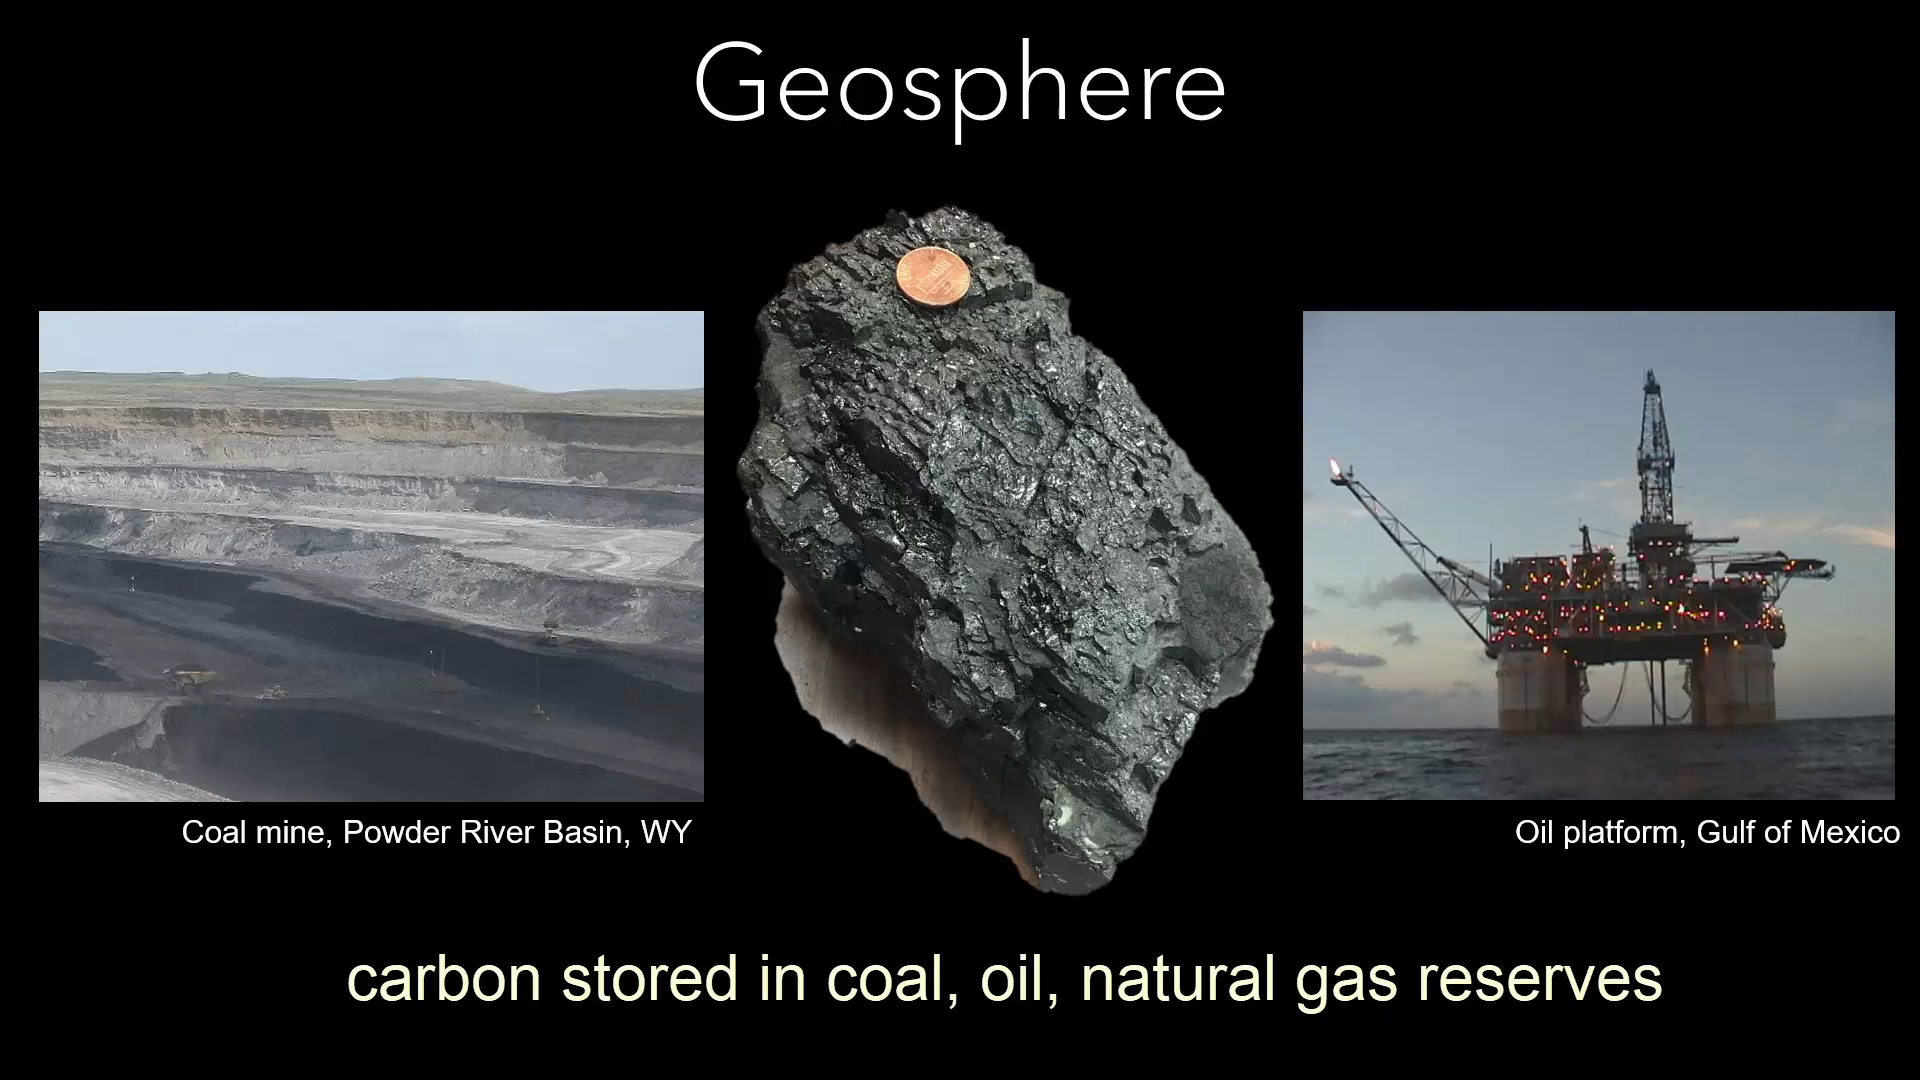 Geosphere
Coal mine, Powder River Basin, WY
Oil platform, Gulf of Mexico
carbon stored in coal, oil, natural gas reserves